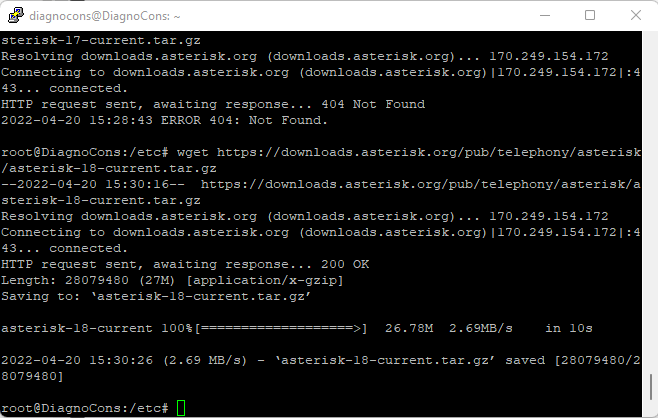 diagnocons@DiagnoCons: ~
sterisk-17-current.tar.gz
Resolving downloads.asterisk.org (downloads.asterisk.org)... 170.249.154.172
Connecting to downloads.asterisk.org (downloads.asterisk.org)|170.249.154.172|:4
43... connected.
HTTP request sent, awaiting response... 404 Not Found
2022-04-20 15:28:43 ERROR 404: Not Found.

root@DiagnoCons:/etc# wget https://downloads.asterisk.org/pub/telephony/asterisk
/asterisk-18-current.tar.gz
--2022-04-20 15:30:16--  https://downloads.asterisk.org/pub/telephony/asterisk/a
sterisk-18-current.tar.gz
Resolving downloads.asterisk.org (downloads.asterisk.org)... 170.249.154.172
Connecting to downloads.asterisk.org (downloads.asterisk.org)|170.249.154.172|:4
43... connected.
HTTP request sent, awaiting response... 200 OK
Length: 28079480 (27M) [application/x-gzip]
Saving to: ‘asterisk-18-current.tar.gz’

asterisk-18-current 100%[===================>]  26.78M  2.69MB/s    in 10s

2022-04-20 15:30:26 (2.69 MB/s) - ‘asterisk-18-current.tar.gz’ saved [28079480/2
8079480]

root@DiagnoCons:/etc#